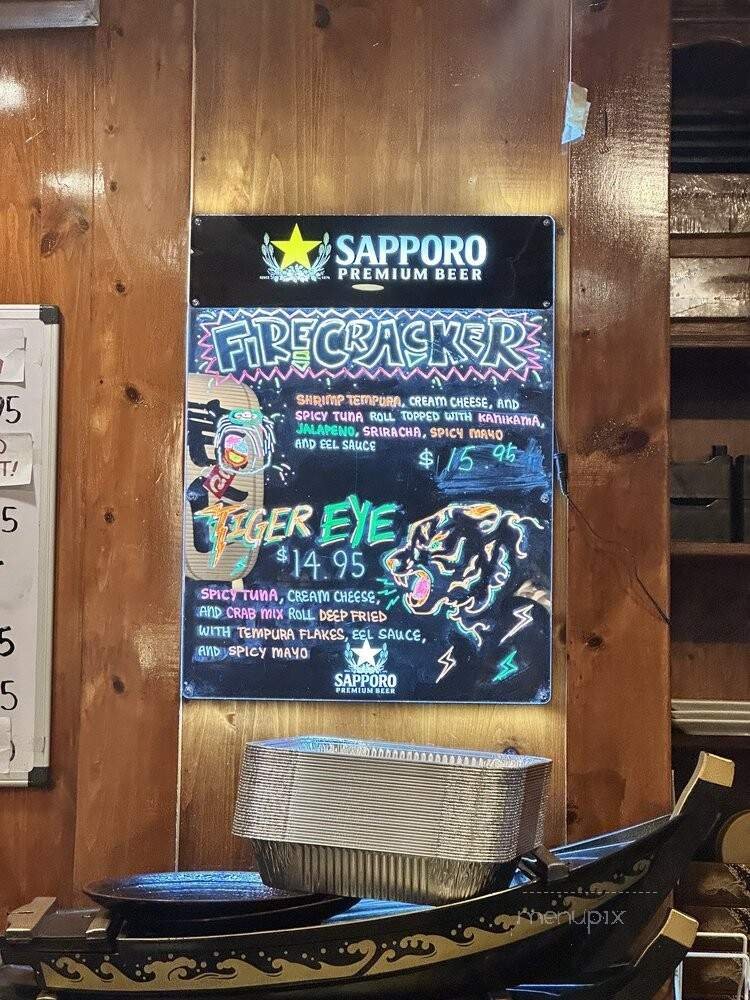 SAPPORO
PREMIUM BEER
FIRECRACKER
SHRIMP TEMPURA, CREAM CHEESE, AND
SPICY TUNA ROLL TOPPED WITH KANIKAMA,
JALAPENO, SRIRACHA, SPICY MAYO
AND EEL SAUCE
$ 15 95
TIGER EYE
$14.95
SPICY TUNA, CREAM CHEESE,
AND CRAB MIX ROLL DEEP FRIED
WITH TEMPURA FLAKES, EEL SAUCE,
AND SPICY MAYO
SAPPORO
PREMIUM BEER
menupix